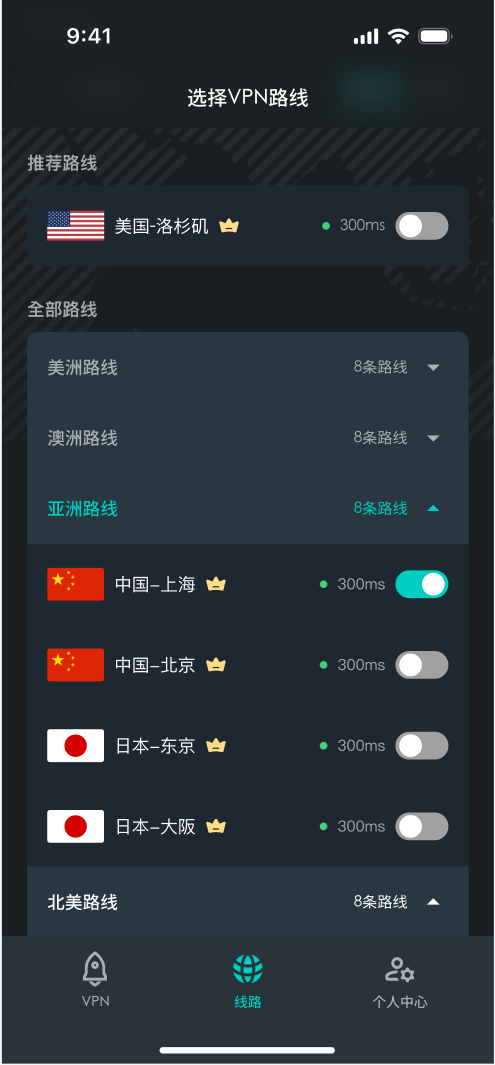 9:41
选择VPN路线
推荐路线
美国-洛杉矶 300ms
全部路线
美洲路线 8条路线
澳洲路线 8条路线
亚洲路线 8条路线
中国–上海 300ms
中国–北京 300ms
日本–东京 300ms
日本–大阪 300ms
北美路线 8条路线
VPN 线路 个人中心